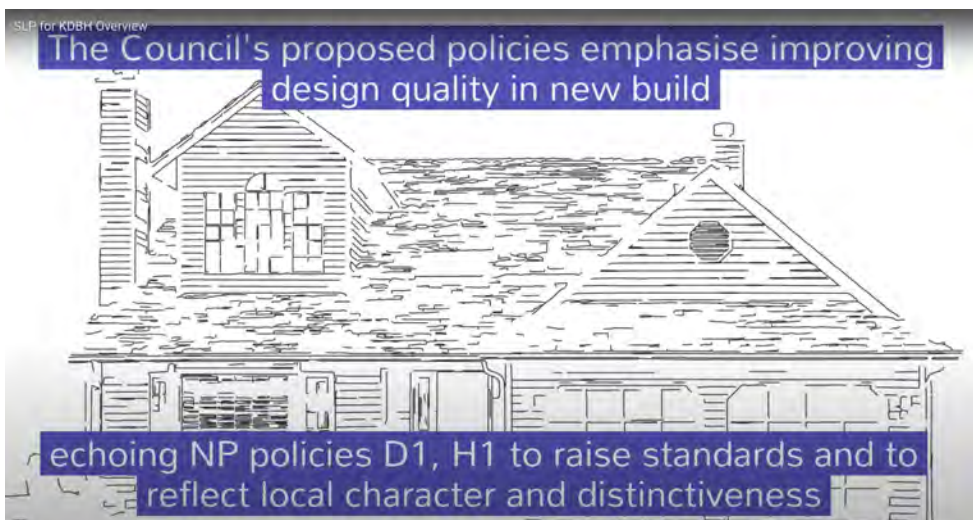 SLP for KDBH Overview
The Council's proposed policies emphasise improving
design quality in new build
echoing NP policies D1, H1 to raise standards and to
reflect local character and distinctiveness